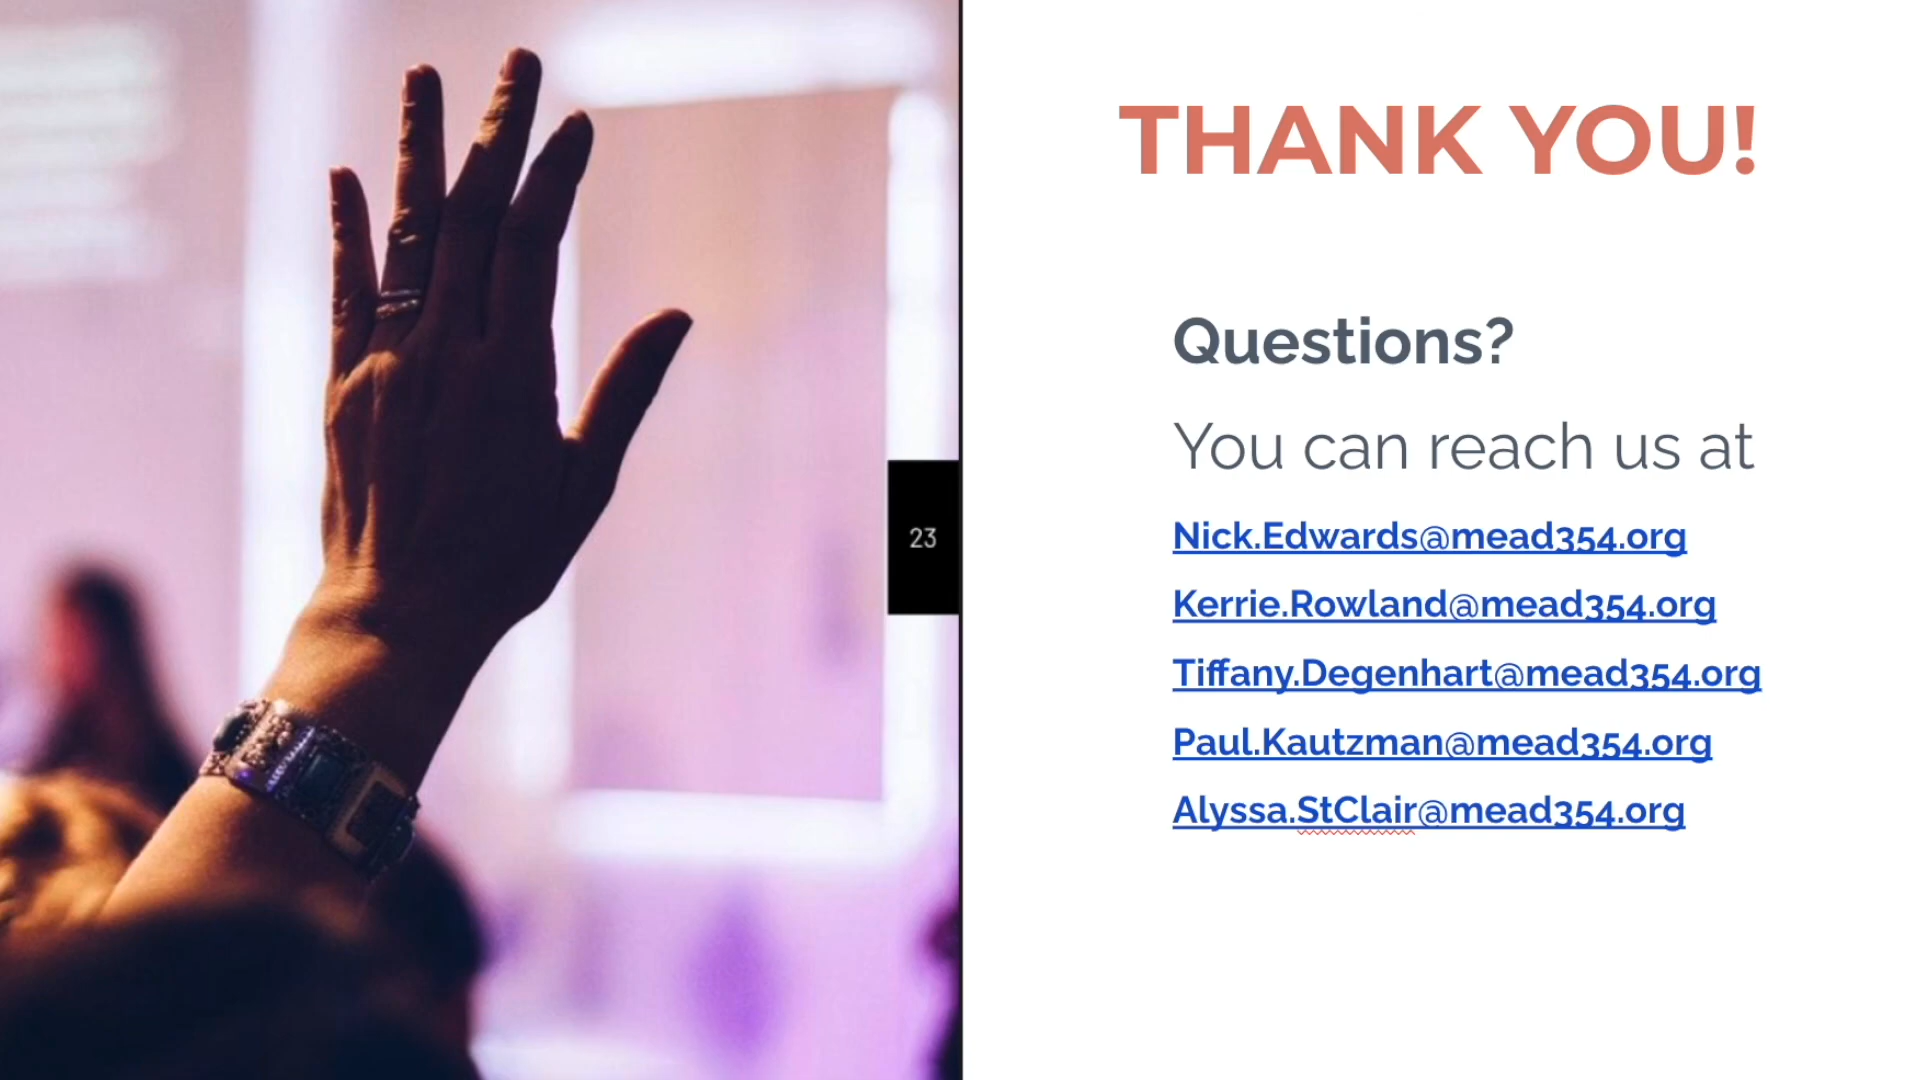 THANK YOU!
Questions?
You can reach us at
Nick.Edwards@mead354.org
23
Kerrie.Rowland@mead354.org
Tiffany.Degenhart@mead354.org
Paul.Kautzman@mead354.org
Alyssa.StClair@mead354.org